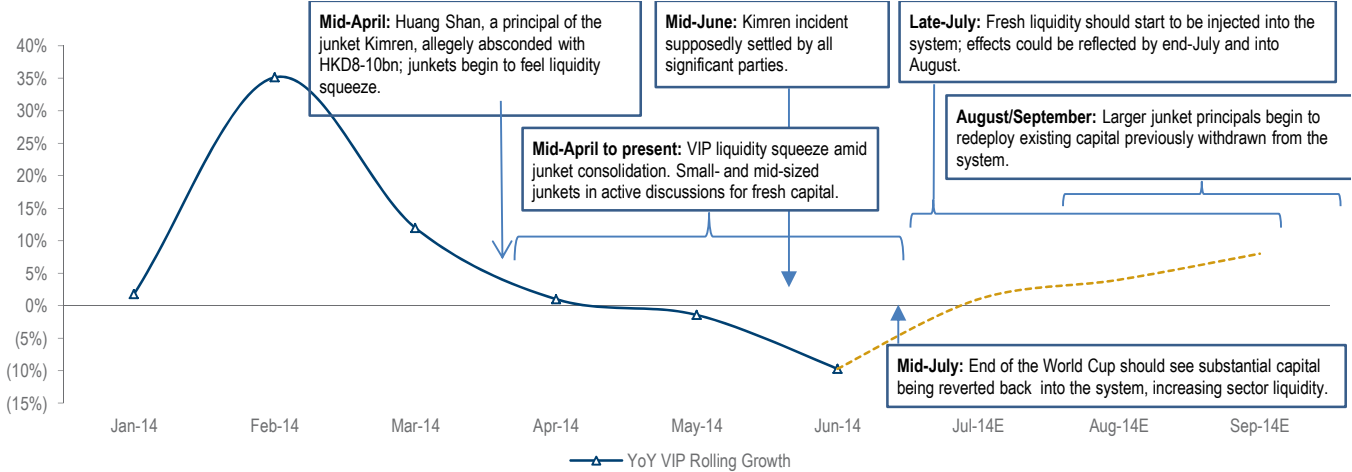 Mid-April: Huang Shan, a principal of the
junket Kimren, allegedly absconded with
HKD8-10bn; junkets begin to feel liquidity
squeeze.
Mid-June: Kimren incident
supposedly settled by all
significant parties.
Late-July: Fresh liquidity should start to be injected into the
system; effects could be reflected by end-July and into
August.
August/September: Larger junket principals begin to
redeploy existing capital previously withdrawn from the
system.
Mid-April to present: VIP liquidity squeeze amid
junket consolidation. Small- and mid-sized
junkets in active discussions for fresh capital.
Mid-July: End of the World Cup should see substantial capital
being reverted back into the system, increasing sector liquidity.
40%
35%
30%
25%
20%
15%
10%
5%
0%
(5%)
(10%)
(15%)
Jan-14
Feb-14
Mar-14
Apr-14
May-14
Jun-14
Jul-14E
Aug-14E
Sep-14E
YoY VIP Rolling Growth